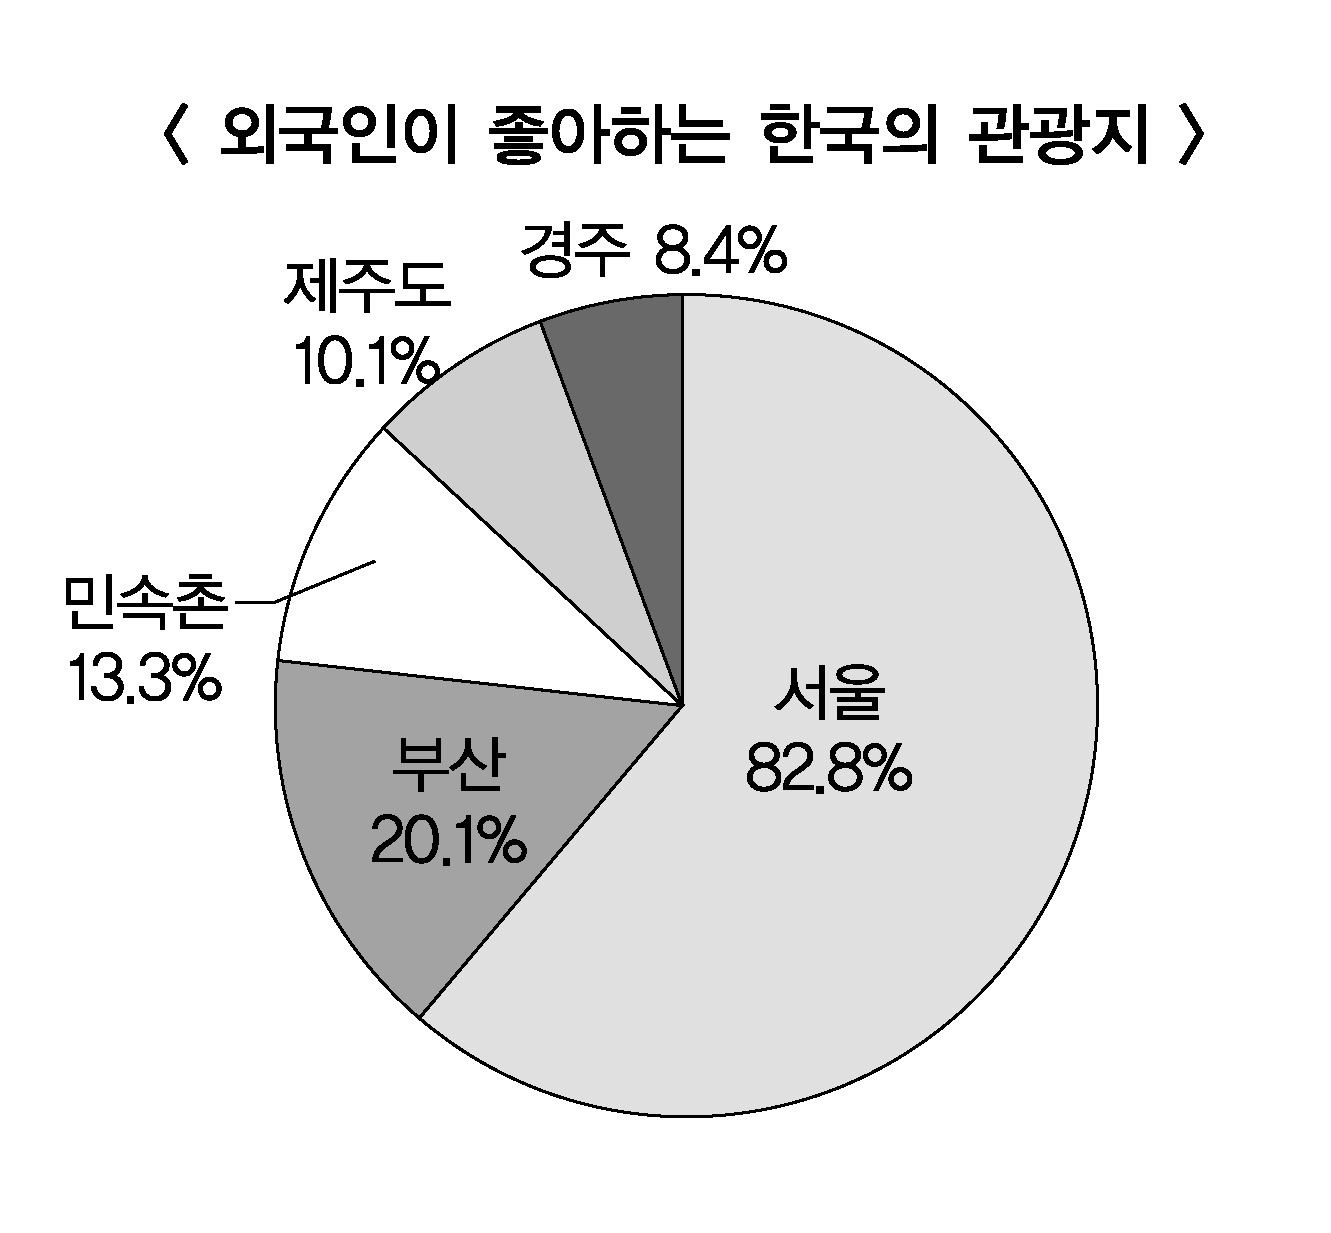 < 외국인이 좋아하는 한국의 관광지 >
경주 8.4%
제주도
10.1%
민속촌
13.3%
서울
82.8%
부산
20.1%